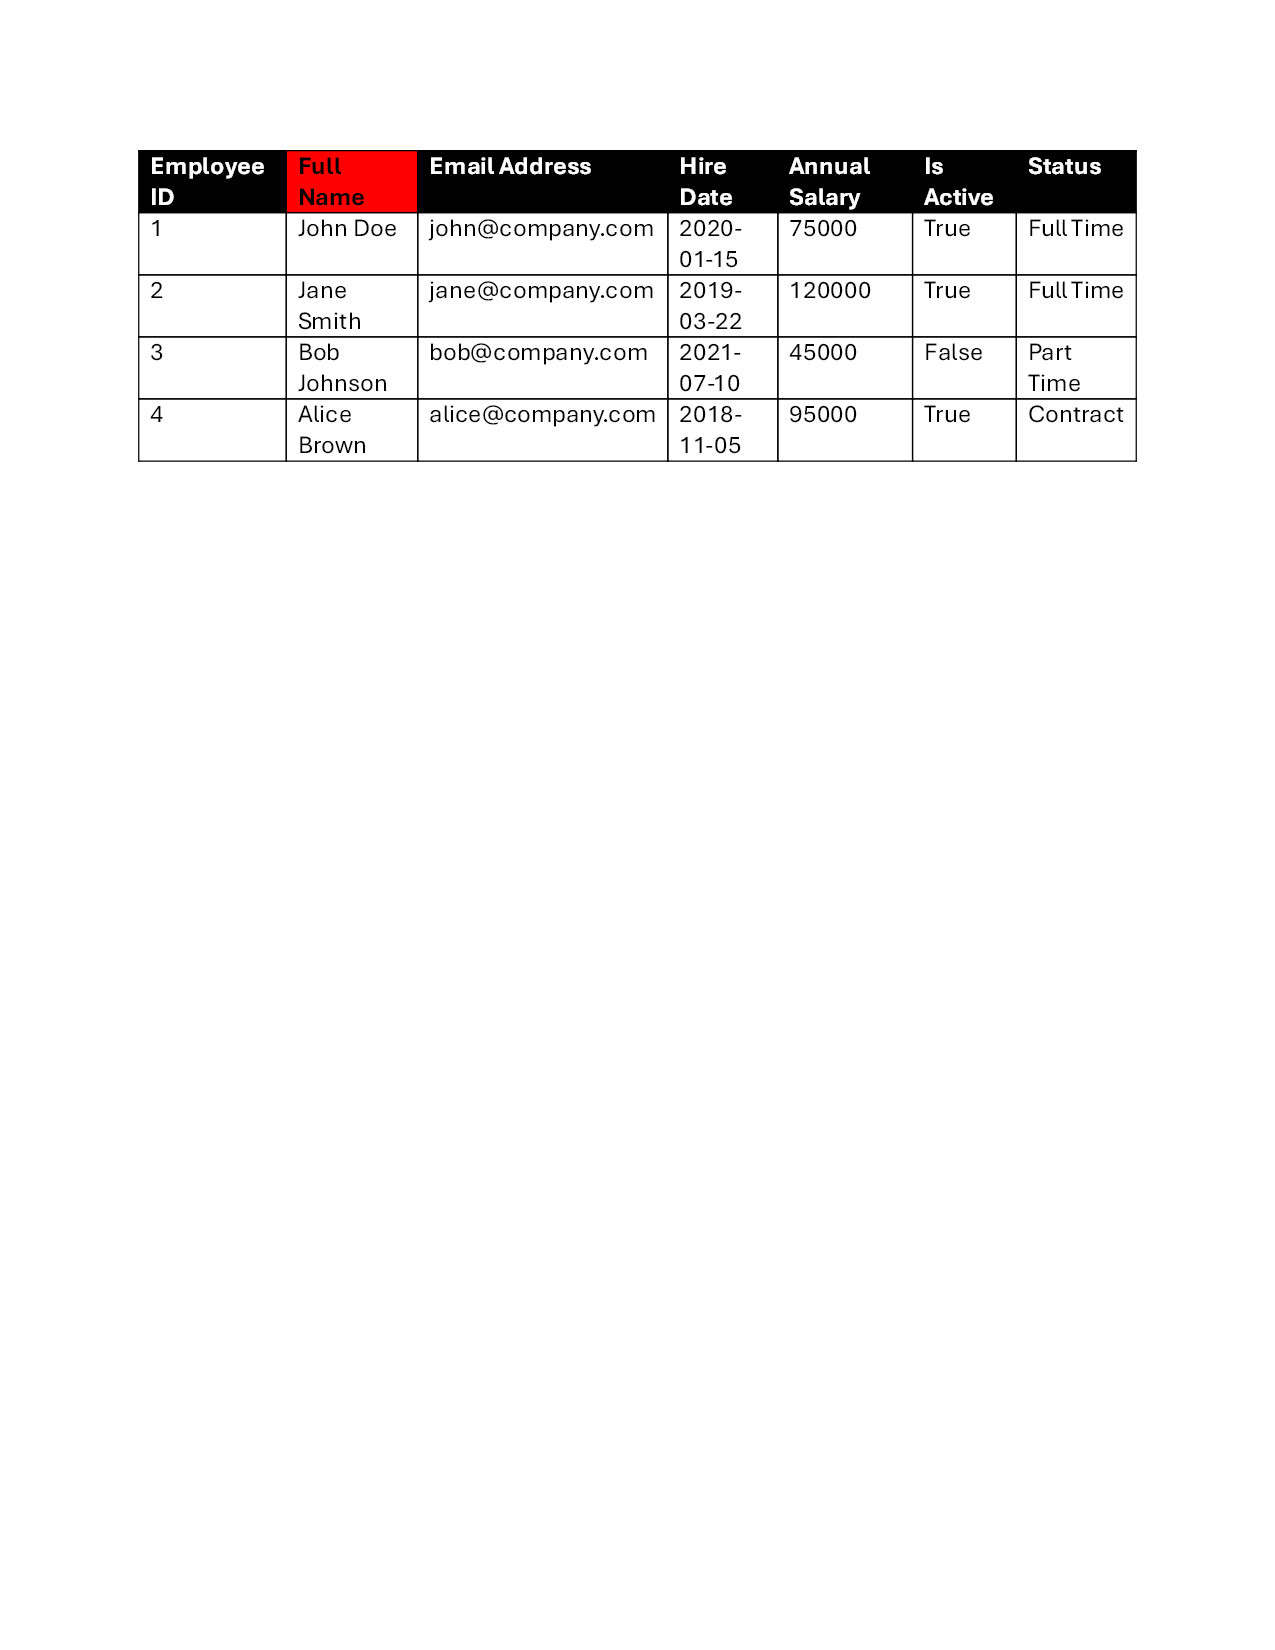 Employee ID | Full Name | Email Address | Hire Date | Annual Salary | Is Active | Status
1 | John Doe | john@company.com | 2020-01-15 | 75000 | True | Full Time
2 | Jane Smith | jane@company.com | 2019-03-22 | 120000 | True | Full Time
3 | Bob Johnson | bob@company.com | 2021-07-10 | 45000 | False | Part Time
4 | Alice Brown | alice@company.com | 2018-11-05 | 95000 | True | Contract